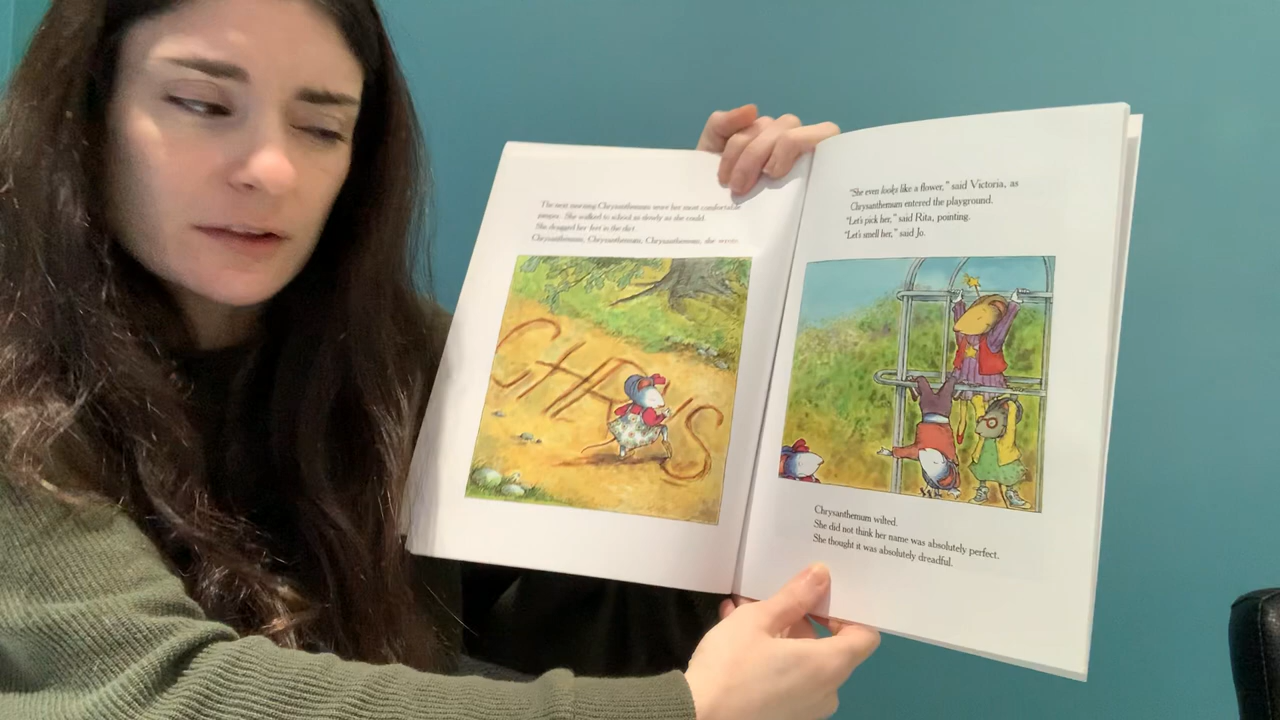 The next morning Chrysanthemum wore her most comfortable
jumper. She walked to school as slowly as she could.
She dragged her feet in the dirt.
Chrysanthemum, Chrysanthemum, Chrysanthemum, she wrote.
CHRYS
"She even looks like a flower," said Victoria, as
Chrysanthemum entered the playground.
"Let's pick her," said Rita, pointing.
"Let's smell her," said Jo.
Chrysanthemum wilted.
She did not think her name was absolutely perfect.
She thought it was absolutely dreadful.